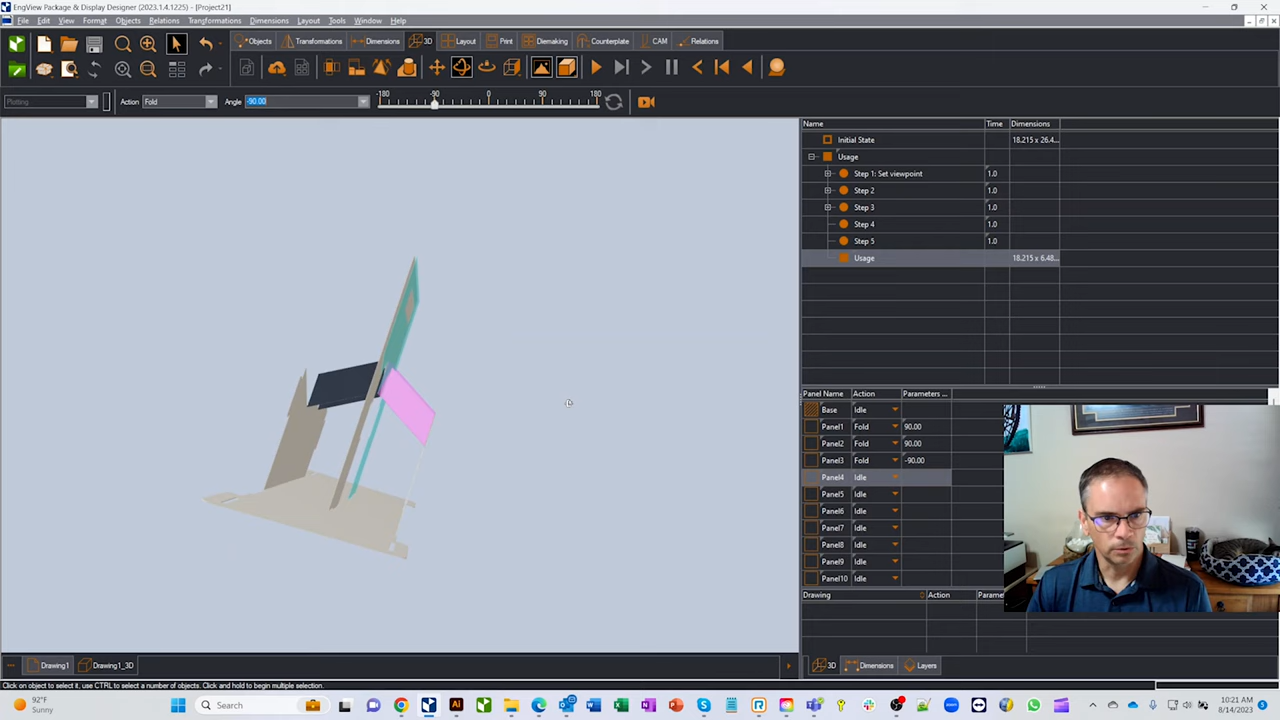 EngView Package & Display Designer (2023.1.4.1225) - [Project21]
File Edit View Format Objects Relations Transformations Dimensions Layout Tools Window Help
Objects Transformations Dimensions 3D Layout Print Diemaking Counterplate CAM Relations
Plotting Action Fold Angle -90.00 -180 -90 0 90 180
Name Time Dimensions
Initial State 18.215 x 26.4...
Usage
Step 1: Set viewpoint 1.0
Step 2 1.0
Step 3 1.0
Step 4 1.0
Step 5 1.0
Usage 18.215 x 6.48...
Panel Name Action Parameters ...
Base Idle
Panel1 Fold 90.00
Panel2 Fold 90.00
Panel3 Fold -90.00
Panel4 Idle
Panel5 Idle
Panel6 Idle
Panel7 Idle
Panel8 Idle
Panel9 Idle
Panel10 Idle
Drawing Action Parame
Drawing1 Drawing1_3D 3D Dimensions Layers
Click on object to select it, use CTRL to select a number of objects. Click and hold to begin multiple selection.
92°F
Sunny
Search
10:21 AM
8/14/2023